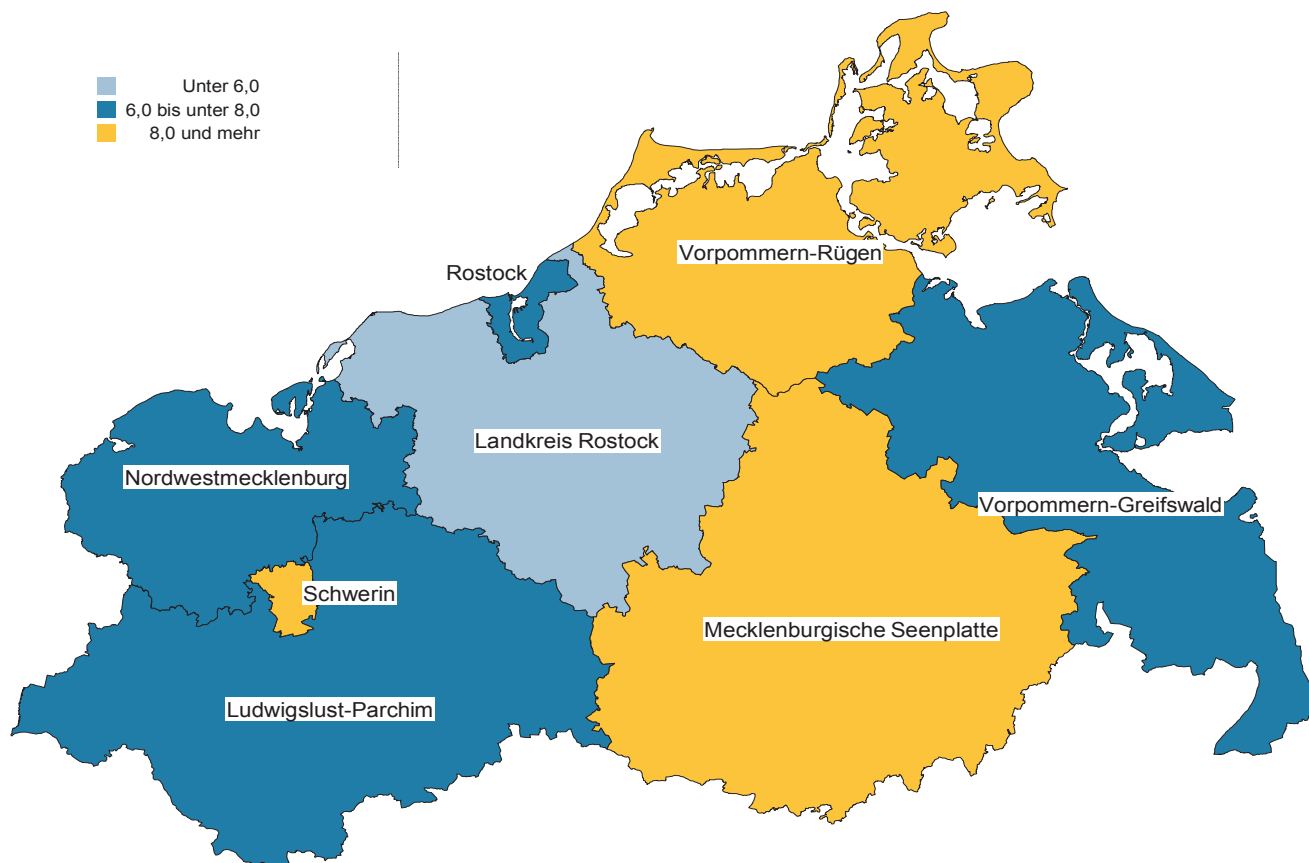 Unter 6,0
6,0 bis unter 8,0
8,0 und mehr
Vorpommern-Rügen
Rostock
Landkreis Rostock
Nordwestmecklenburg
Vorpommern-Greifswald
Schwerin
Mecklenburgische Seenplatte
Ludwigslust-Parchim